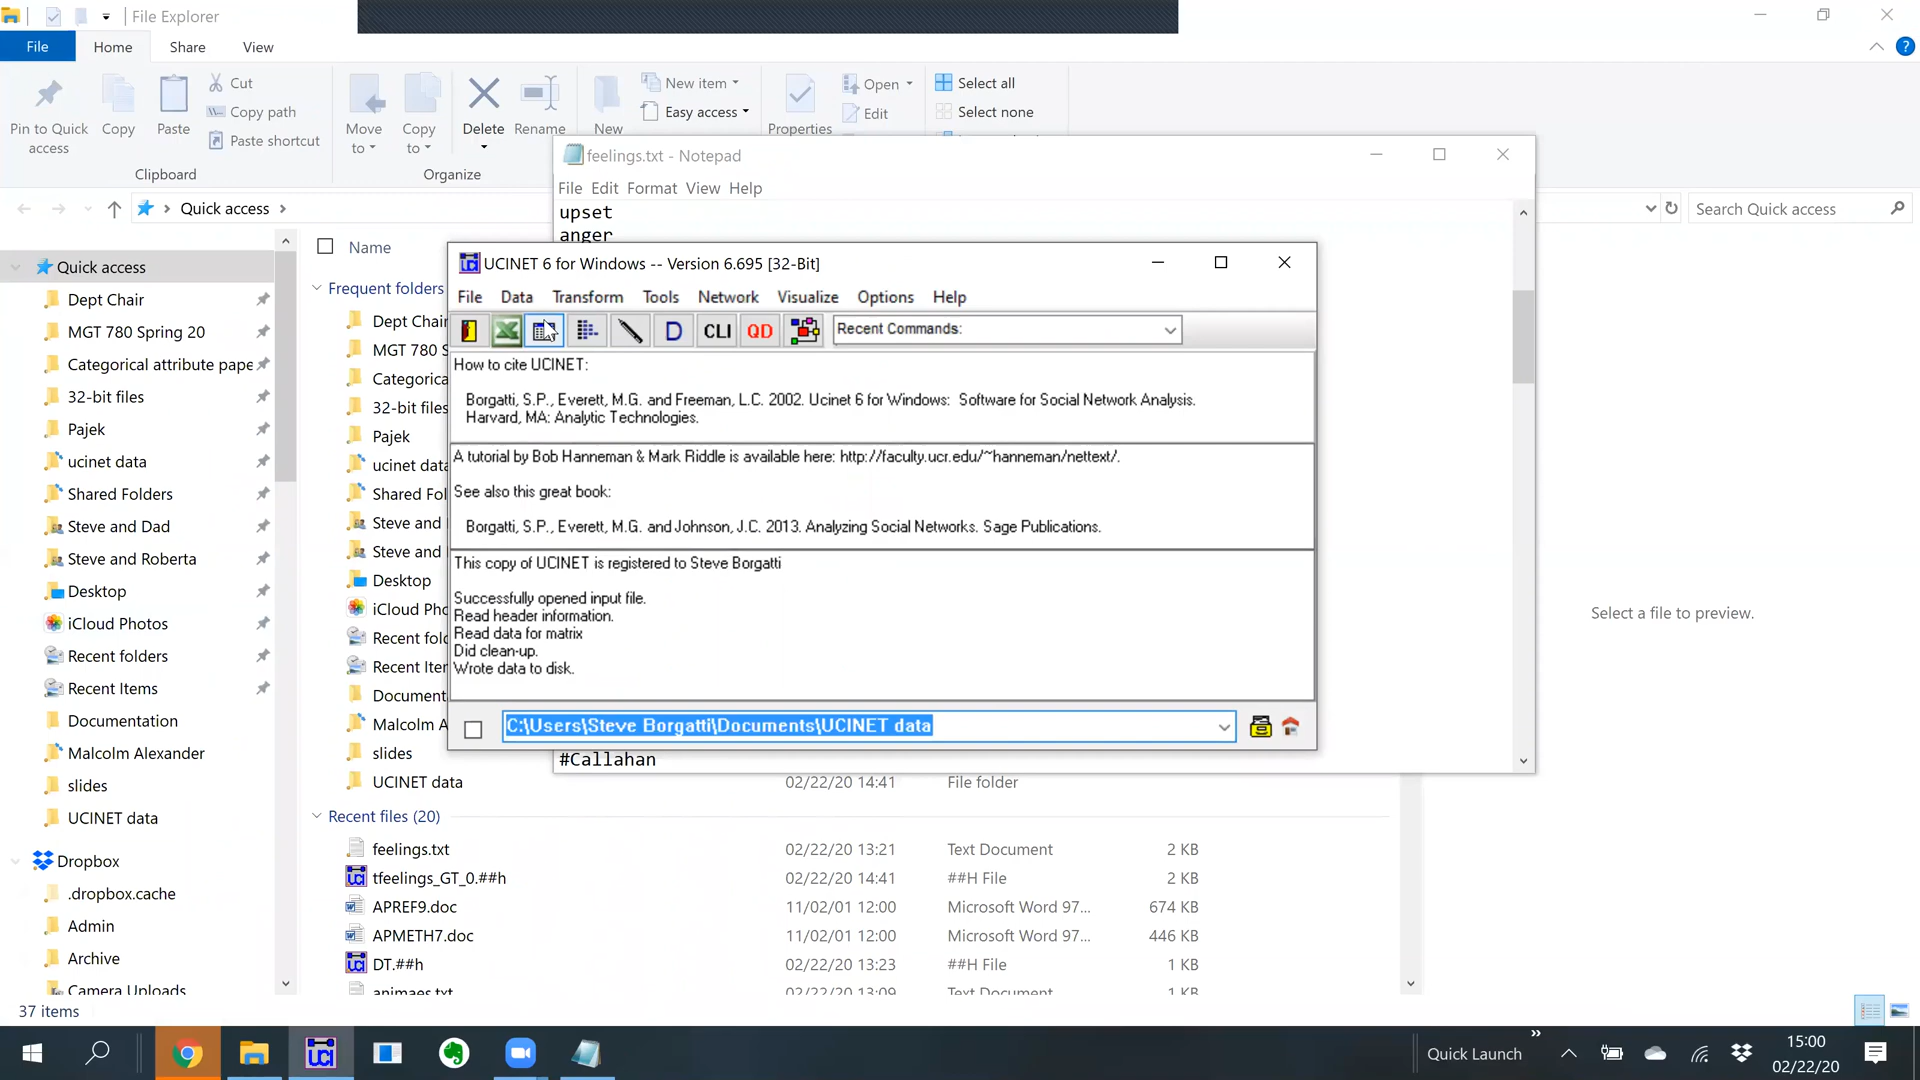 File Explorer
File Home Share View
Pin to Quick access
Copy
Paste
Cut
Copy path
Paste shortcut
Clipboard
Move to
Copy to
Delete
Rename
Organize
New
New item
Easy access
Properties
Open
Edit
Select all
Select none
Quick access
Search Quick access
Quick access
Dept Chair
MGT 780 Spring 20
Categorical attribute pape
32-bit files
Pajek
ucinet data
Shared Folders
Steve and Dad
Steve and Roberta
Desktop
iCloud Photos
Recent folders
Recent Items
Documentation
Malcolm Alexander
slides
UCINET data
Dropbox
.dropbox.cache
Admin
Archive
Camera Uploads
37 items
Name
Frequent folders
Dept Chair
MGT 780 S
Categorica
32-bit files
Pajek
ucinet data
Shared Fol
Steve and
Steve and
Desktop
iCloud Pho
Recent fol
Recent Iter
Document
Malcolm A
slides
UCINET data 02/22/20 14:41 File folder
Recent files (20)
feelings.txt 02/22/20 13:21 Text Document 2 KB
tfeelings_GT_0.##h 02/22/20 14:41 ##H File 2 KB
APREF9.doc 11/02/01 12:00 Microsoft Word 97... 674 KB
APMETH7.doc 11/02/01 12:00 Microsoft Word 97... 446 KB
DT.##h 02/22/20 13:23 ##H File 1 KB
animaes.txt 02/22/20 13:09 Text Document 1 KB
Select a file to preview.
feelings.txt - Notepad
File Edit Format View Help
upset
anger
#Callahan
UCINET 6 for Windows -- Version 6.695 [32-Bit]
File Data Transform Tools Network Visualize Options Help
D CLI QD Recent Commands:
How to cite UCINET:
Borgatti, S.P., Everett, M.G. and Freeman, L.C. 2002. Ucinet 6 for Windows: Software for Social Network Analysis.
Harvard, MA: Analytic Technologies.
A tutorial by Bob Hanneman & Mark Riddle is available here: http://faculty.ucr.edu/~hanneman/nettext/.
See also this great book:
Borgatti, S.P., Everett, M.G. and Johnson, J.C. 2013. Analyzing Social Networks. Sage Publications.
This copy of UCINET is registered to Steve Borgatti
Successfully opened input file.
Read header information.
Read data for matrix
Did clean-up.
Wrote data to disk.
C:\Users\Steve Borgatti\Documents\UCINET data
Quick Launch
15:00
02/22/20